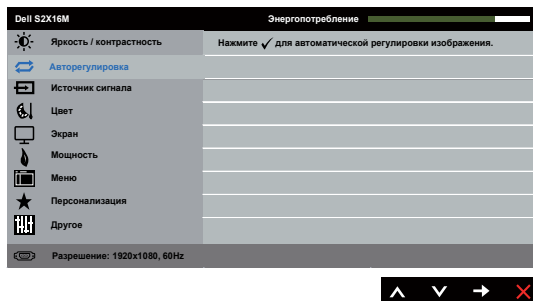 Dell S2X16M
Энергопотребление
Яркость / контрастность
Нажмите ✓ для автоматической регулировки изображения.
Авторегулировка
Источник сигнала
Цвет
Экран
Мощность
Меню
Персонализация
Другое
Разрешение: 1920x1080, 60Hz